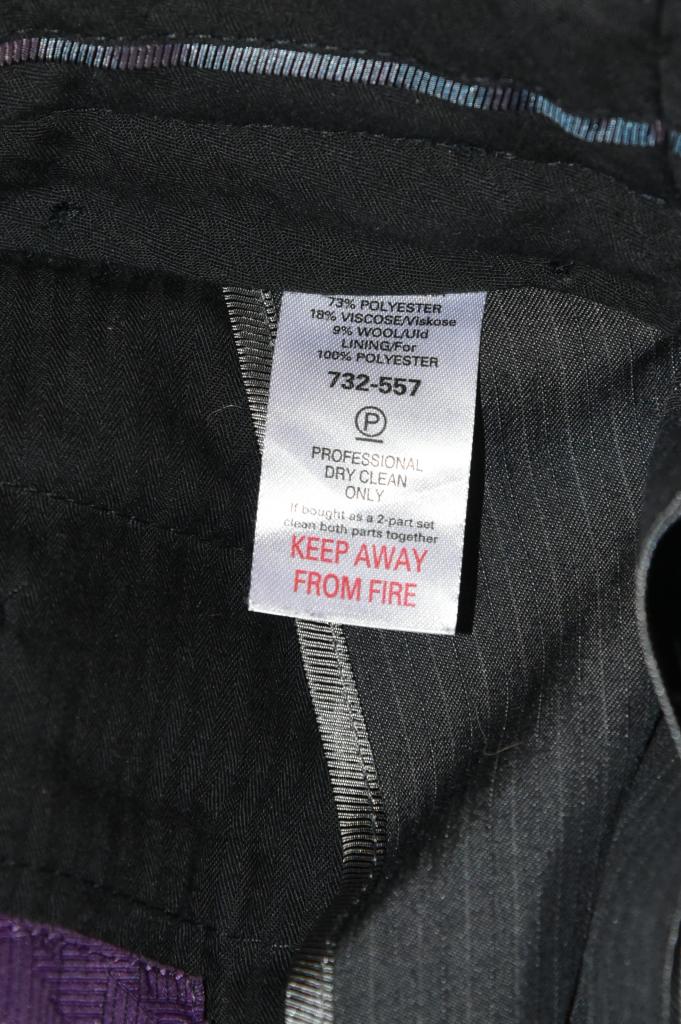 73% POLYESTER
18% VISCOSE/Viskose
9% WOOL/Uld
LINING/For
100% POLYESTER
732-557
P
PROFESSIONAL
DRY CLEAN
ONLY
If bought as a 2-part set
clean both parts together
KEEP AWAY
FROM FIRE